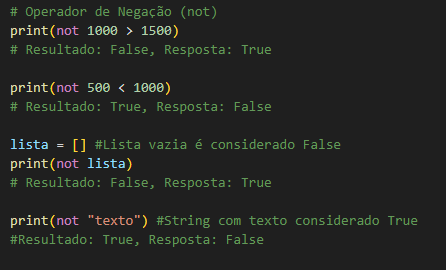 # Operador de Negação (not)
print(not 1000 > 1500)
# Resultado: False, Resposta: True
print(not 500 < 1000)
# Resultado: True, Resposta: False
lista = [] #Lista vazia é considerado False
print(not lista)
# Resultado: False, Resposta: True
print(not "texto") #String com texto considerado True
#Resultado: True, Resposta: False